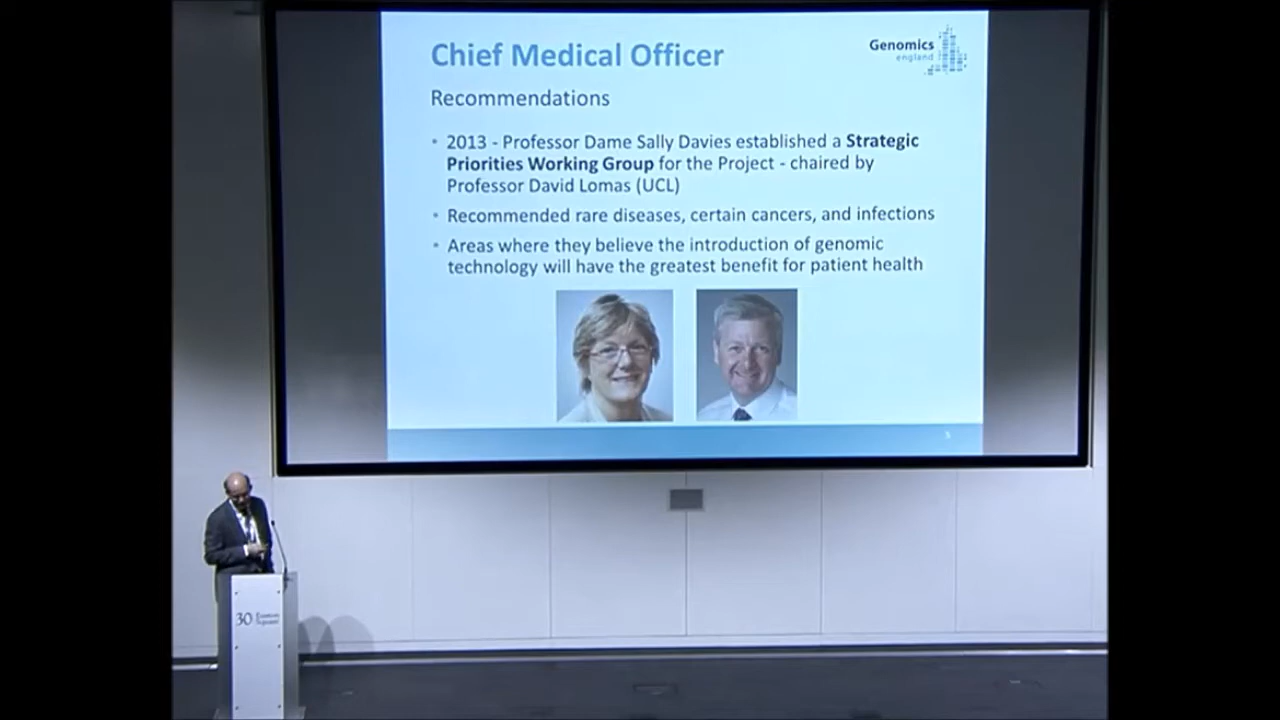 Chief Medical Officer
Genomics
england
Recommendations
• 2013 - Professor Dame Sally Davies established a Strategic
Priorities Working Group for the Project - chaired by
Professor David Lomas (UCL)
• Recommended rare diseases, certain cancers, and infections
• Areas where they believe the introduction of genomic
technology will have the greatest benefit for patient health
30